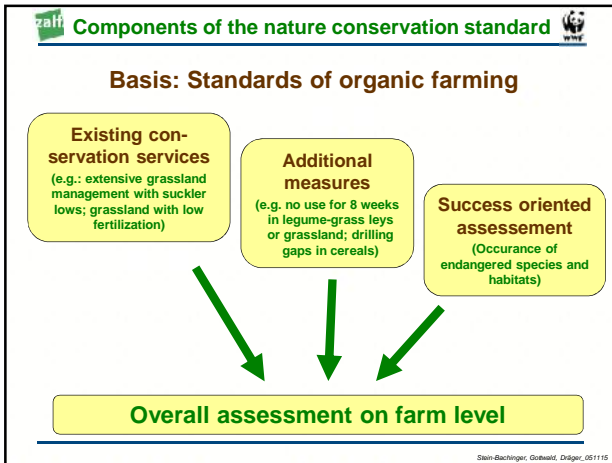 zalf
Components of the nature conservation standard
WWF
Basis: Standards of organic farming
Existing con-
servation services
(e.g.: extensive grassland
management with suckler
lows; grassland with low
fertilization)
Additional
measures
(e.g. no use for 8 weeks
in legume-grass leys
or grassland; drilling
gaps in cereals)
Success oriented
assessement
(Occurance of
endangered species and
habitats)
Overall assessment on farm level
Stein-Bachinger, Gottwald, Dräger_051115